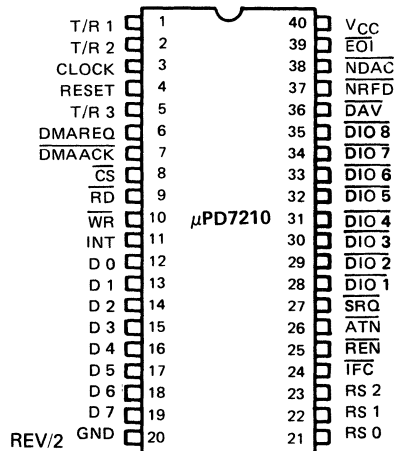 T/R 1 1 40 VCC
T/R 2 2 39 EOI
CLOCK 3 38 NDAC
RESET 4 37 NRFD
T/R 3 5 36 DAV
DMAREQ 6 35 DIO 8
DMAACK 7 34 DIO 7
CS 8 33 DIO 6
RD 9 32 DIO 5
WR 10 µPD7210 31 DIO 4
INT 11 30 DIO 3
D 0 12 29 DIO 2
D 1 13 28 DIO 1
D 2 14 27 SRQ
D 3 15 26 ATN
D 4 16 25 REN
D 5 17 24 IFC
D 6 18 23 RS 2
D 7 19 22 RS 1
GND 20 21 RS 0
REV/2